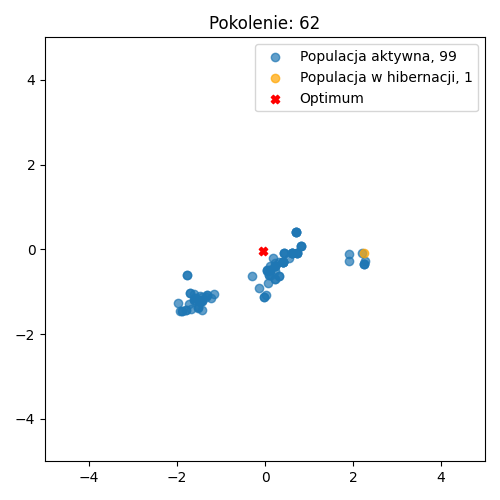 Pokolenie: 62
Populacja aktywna, 99
Populacja w hibernacji, 1
Optimum
4
2
0
−2
−4
−4 −2 0 2 4